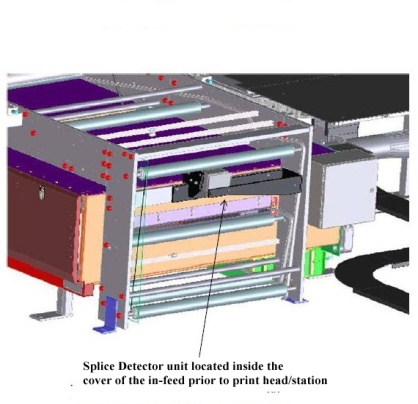 Splice Detector unit located inside the
cover of the in-feed prior to print head/station